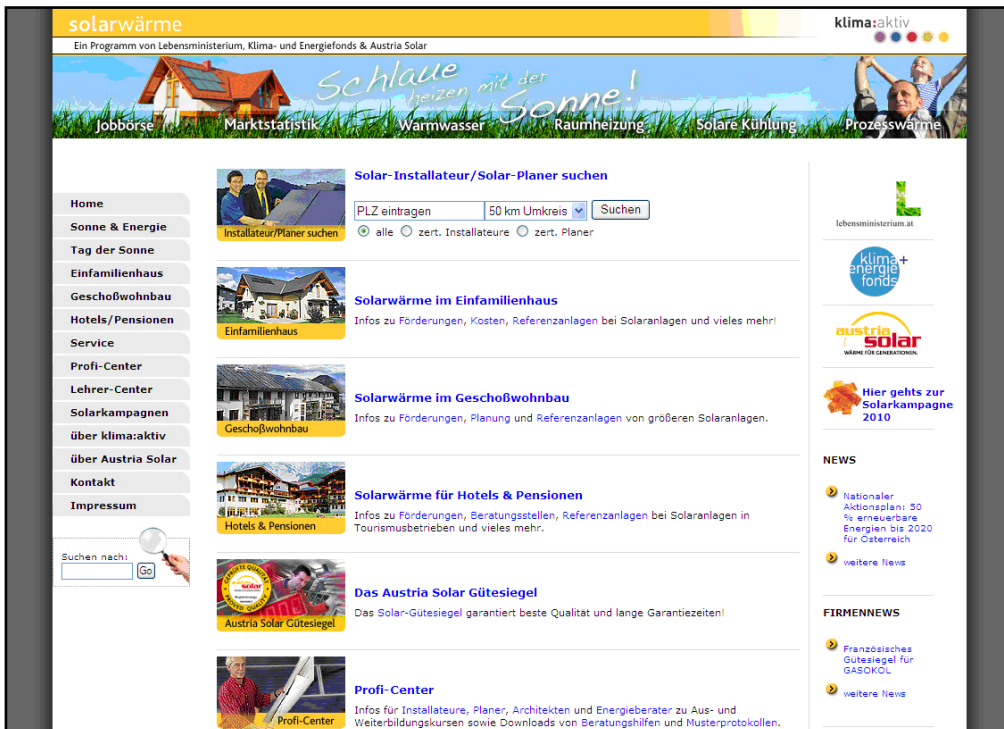 solarwärme
klima:aktiv
Ein Programm von Lebensministerium, Klima- und Energiefonds & Austria Solar
Schlaue
heizen mit der
Sonne!
Jobbörse Marktstatistik Warmwasser Raumheizung Solare Kühlung Prozesswärme
Home
Sonne & Energie
Tag der Sonne
Einfamilienhaus
Geschoßwohnbau
Hotels/Pensionen
Service
Profi-Center
Lehrer-Center
Solarkampagnen
über klima:aktiv
über Austria Solar
Kontakt
Impressum
Suchen nach:
Go
Installateur/Planer suchen
Solar-Installateur/Solar-Planer suchen
PLZ eintragen 50 km Umkreis Suchen
alle zert. Installateure zert. Planer
Einfamilienhaus
Solarwärme im Einfamilienhaus
Infos zu Förderungen, Kosten, Referenzanlagen bei Solaranlagen und vieles mehr!
Geschoßwohnbau
Solarwärme im Geschoßwohnbau
Infos zu Förderungen, Planung und Referenzanlagen von größeren Solaranlagen.
Hotels & Pensionen
Solarwärme für Hotels & Pensionen
Infos zu Förderungen, Beratungsstellen, Referenzanlagen bei Solaranlagen in
Tourismusbetrieben und vieles mehr.
GEPRÜFTE QUALITÄT
austria
solar
PROVED QUALITY
Austria Solar Gütesiegel
Das Austria Solar Gütesiegel
Das Solar-Gütesiegel garantiert beste Qualität und lange Garantiezeiten!
Profi-Center
Profi-Center
Infos für Installateure, Planer, Architekten und Energieberater zu Aus- und
Weiterbildungskursen sowie Downloads von Beratungshilfen und Musterprotokollen.
lebensministerium.at
klima+
energie
fonds
austria
solar
WÄRME FÜR GENERATIONEN.
Hier gehts zur
Solarkampagne
2010
NEWS
Nationaler
Aktionsplan: 50
% erneuerbare
Energien bis 2020
für Österreich
weitere News
FIRMENNEWS
Französisches
Gütesiegel für
GASOKOL
weitere News